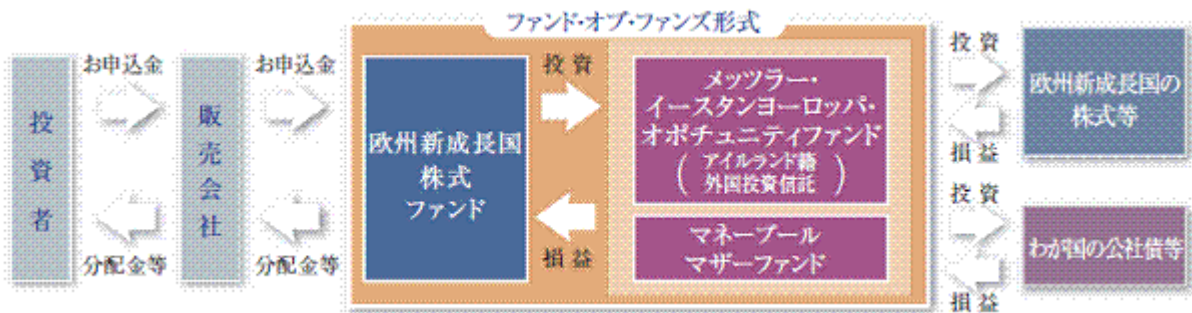 ファンド・オブ・ファンズ形式
投資者
お申込金
分配金等
販売会社
お申込金
分配金等
欧州新成長国
株式
ファンド
投資
損益
メッツラー・
イースタンヨーロッパ・
オポチュニティファンド
(アイルランド籍
外国投資信託)
マネープール
マザーファンド
投資
損益
欧州新成長国の
株式等
投資
損益
わが国の公社債等